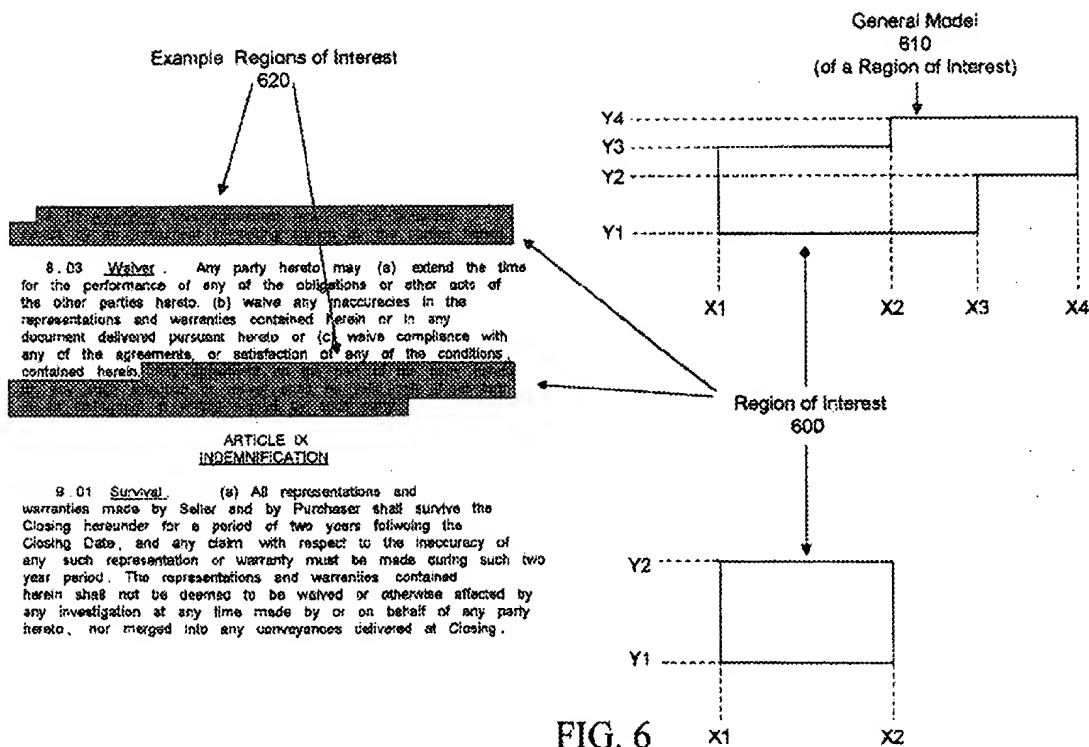 General Model
610
(of a Region of Interest)
Example Regions of Interest
620
Y4
Y3
Y2
Y1
X1 X2 X3 X4
8.03 Waiver. Any party hereto may (a) extend the time
for the performance of any of the obligations or other acts of
the other parties hereto. (b) waive any inaccuracies in the
representations and warranties contained herein or in any
document delivered pursuant hereto or (c) waive compliance with
any of the agreements, or satisfaction of any of the conditions,
contained herein.
Region of Interest
600
ARTICLE IX
INDEMNIFICATION
9.01 Survival. (a) All representations and
warranties made by Seller and by Purchaser shall survive the
Closing hereunder for a period of two years follwoing the
Closing Date, and any claim with respect to the inaccuracy of
any such representation or warranty must be made during such two
year period. The representations and warranties contained
herein shall not be deemed to be waived or otherwise affected by
any investigation at any time made by or on behalf of any party
hereto, nor merged into any conveyances delivered at Closing.
Y2
Y1
X1 X2
FIG. 6